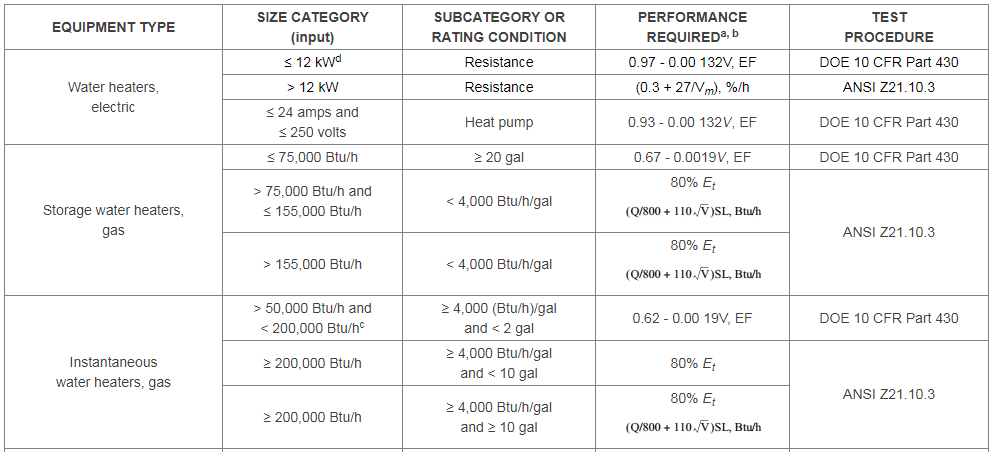 EQUIPMENT TYPE
SIZE CATEGORY
(input)
SUBCATEGORY OR
RATING CONDITION
PERFORMANCE
REQUIREDᵃ, ᵇ
TEST
PROCEDURE
Water heaters,
electric
≤ 12 kWᵈ
Resistance
0.97 - 0.00 132V, EF
DOE 10 CFR Part 430
> 12 kW
Resistance
(0.3 + 27/Vₘ), %/h
ANSI Z21.10.3
≤ 24 amps and
≤ 250 volts
Heat pump
0.93 - 0.00 132V, EF
DOE 10 CFR Part 430
Storage water heaters,
gas
≤ 75,000 Btu/h
≥ 20 gal
0.67 - 0.0019V, EF
DOE 10 CFR Part 430
> 75,000 Btu/h and
≤ 155,000 Btu/h
< 4,000 Btu/h/gal
80% Eₜ
(Q/800 + 110√V)SL, Btu/h
ANSI Z21.10.3
> 155,000 Btu/h
< 4,000 Btu/h/gal
80% Eₜ
(Q/800 + 110√V)SL, Btu/h
Instantaneous
water heaters, gas
> 50,000 Btu/h and
< 200,000 Btu/hᶜ
≥ 4,000 (Btu/h)/gal
and < 2 gal
0.62 - 0.00 19V, EF
DOE 10 CFR Part 430
≥ 200,000 Btu/h
≥ 4,000 Btu/h/gal
and < 10 gal
80% Eₜ
ANSI Z21.10.3
≥ 200,000 Btu/h
≥ 4,000 Btu/h/gal
and ≥ 10 gal
80% Eₜ
(Q/800 + 110√V)SL, Btu/h